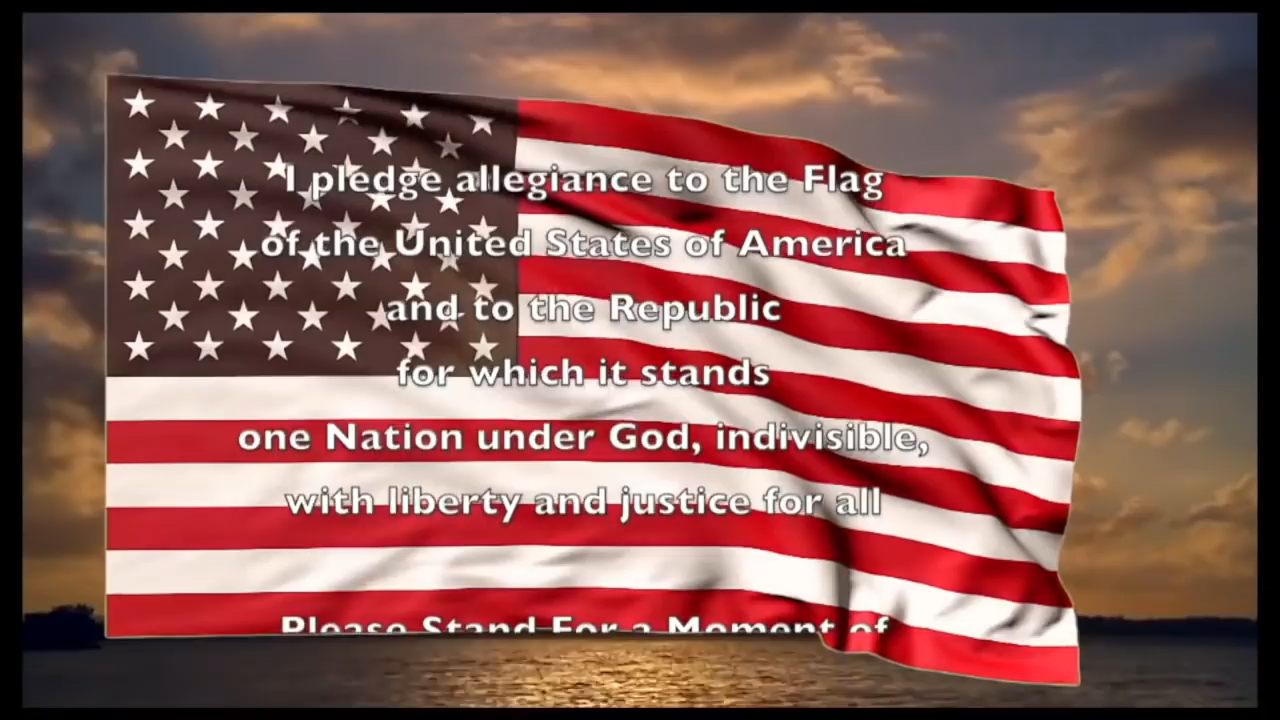 I pledge allegiance to the Flag
of the United States of America
and to the Republic
for which it stands
one Nation under God, indivisible,
with liberty and justice for all
Please Stand For a Moment of